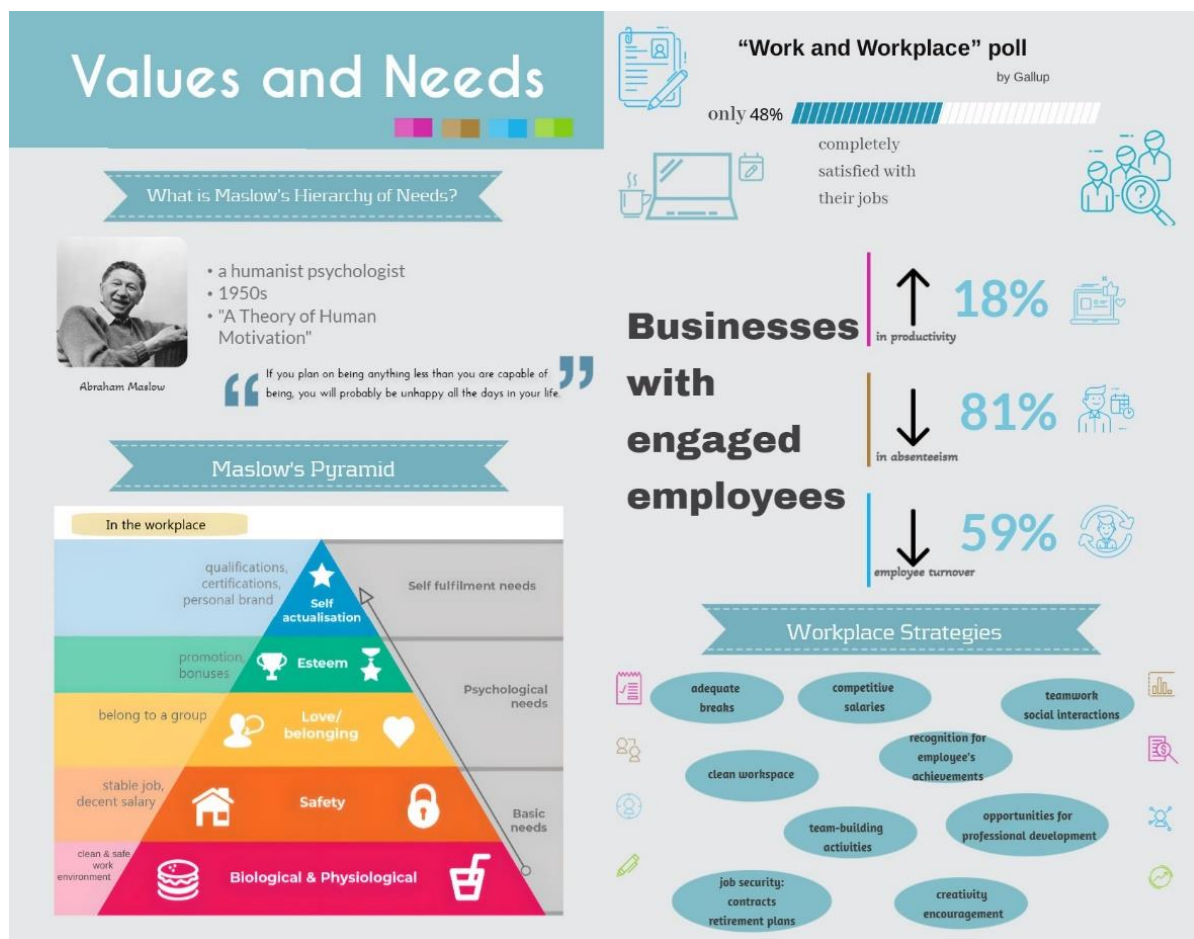 Values and Needs
What is Maslow's Hierarchy of Needs?
• a humanist psychologist
• 1950s
• "A Theory of Human
Motivation"
Abraham Maslow
“ If you plan on being anything less than you are capable of
being, you will probably be unhappy all the days in your life. ”
Maslow's Pyramid
In the workplace
qualifications,
certifications,
personal brand
Self
actualisation
Self fulfilment needs
promotion,
bonuses
Esteem
belong to a group
Love/
belonging
Psychological
needs
stable job,
decent salary
Safety
Basic
needs
clean & safe
work
environment
Biological & Physiological
“Work and Workplace” poll
by Gallup
only 48%
completely
satisfied with
their jobs
Businesses
with
engaged
employees
18%
in productivity
81%
in absenteeism
59%
employee turnover
Workplace Strategies
adequate
breaks
competitive
salaries
teamwork
social interactions
recognition for
employee's
achievements
clean workspace
team-building
activities
opportunities for
professional development
job security:
contracts
retirement plans
creativity
encouragement